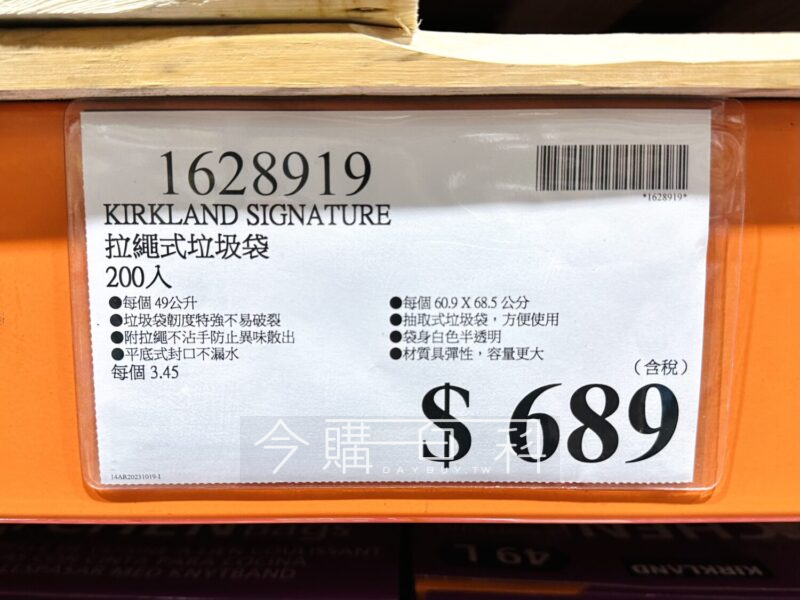 1628919
*1628919*
KIRKLAND SIGNATURE
拉繩式垃圾袋
200入
●每個 49公升
●每個 60.9 X 68.5 公分
●垃圾袋韌度特強不易破裂
●抽取式垃圾袋，方便使用
●附拉繩不沾手防止異味散出
●袋身白色半透明
●平底式封口不漏水
●材質具彈性，容量更大
每個 3.45
（含稅）
$ 689
今購百科
DAYBUY.TW
14AB20231019-1
PARA COCINA
MED KNYTBAND
49 L
KIRKLAND